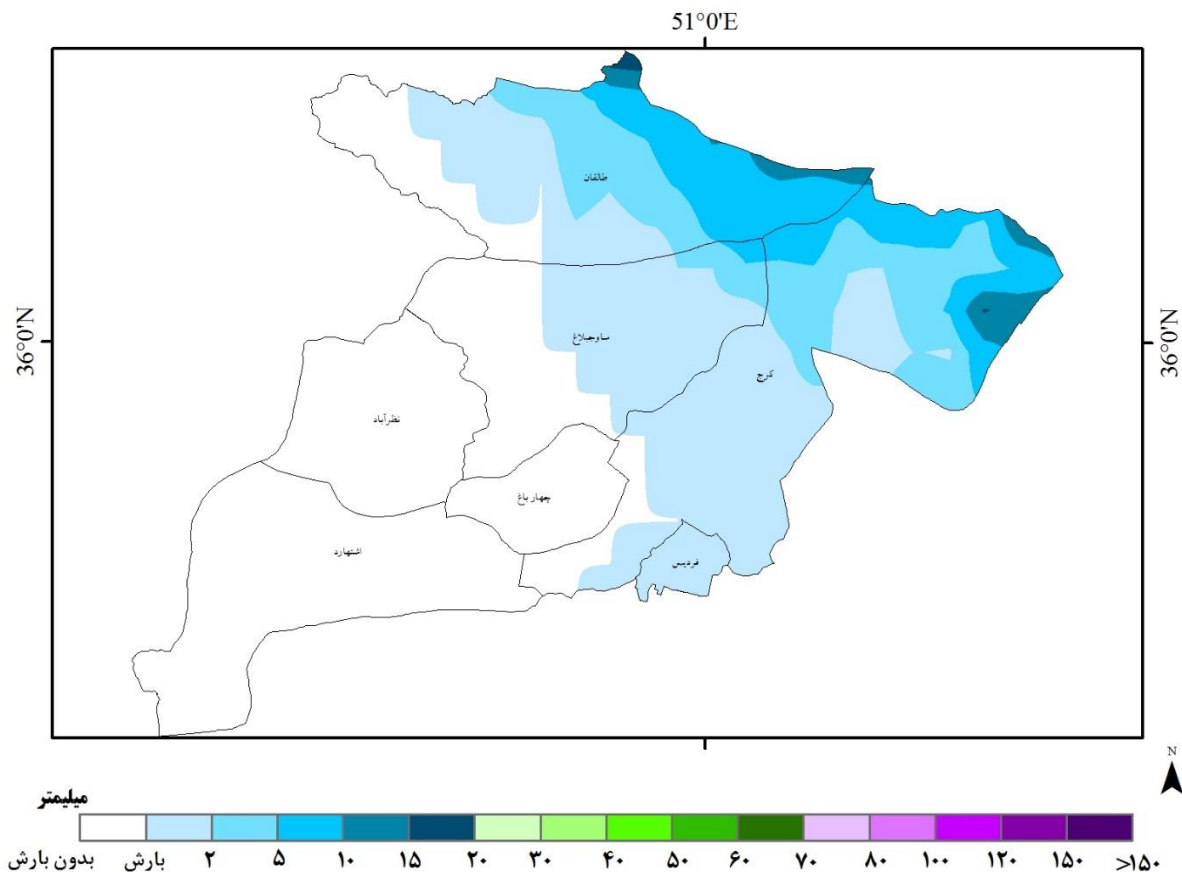 51°0'E
36°0'N
36°0'N
طالقان
ساوجبلاغ
کرج
نظرآباد
چهارباغ
اشتهارد
فردیس
N
میلیمتر
بدون بارش بارش ۲ ۵ ۱۰ ۱۵ ۲۰ ۳۰ ۴۰ ۵۰ ۶۰ ۷۰ ۸۰ ۱۰۰ ۱۲۰ ۱۵۰ >۱۵۰